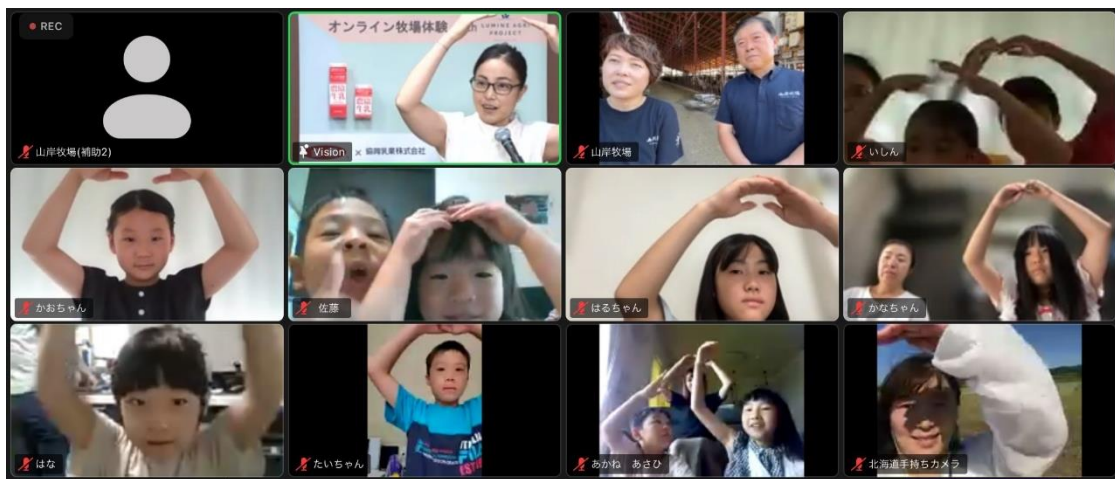 REC
山岸牧場(補助2)
オンライン牧場体験
LUMINE AGRI
PROJECT
Vision
× 協同乳業株式会社
山岸牧場
いしん
かおちゃん
佐藤
はるちゃん
かなちゃん
はな
たいちゃん
あかね あさひ
北海道手持ちカメラ